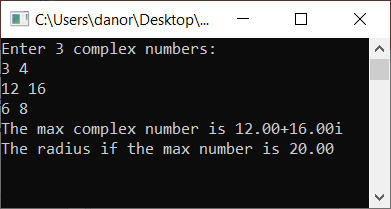 C:\Users\danor\Desktop\...
Enter 3 complex numbers:
3 4
12 16
6 8
The max complex number is 12.00+16.00i
The radius if the max number is 20.00